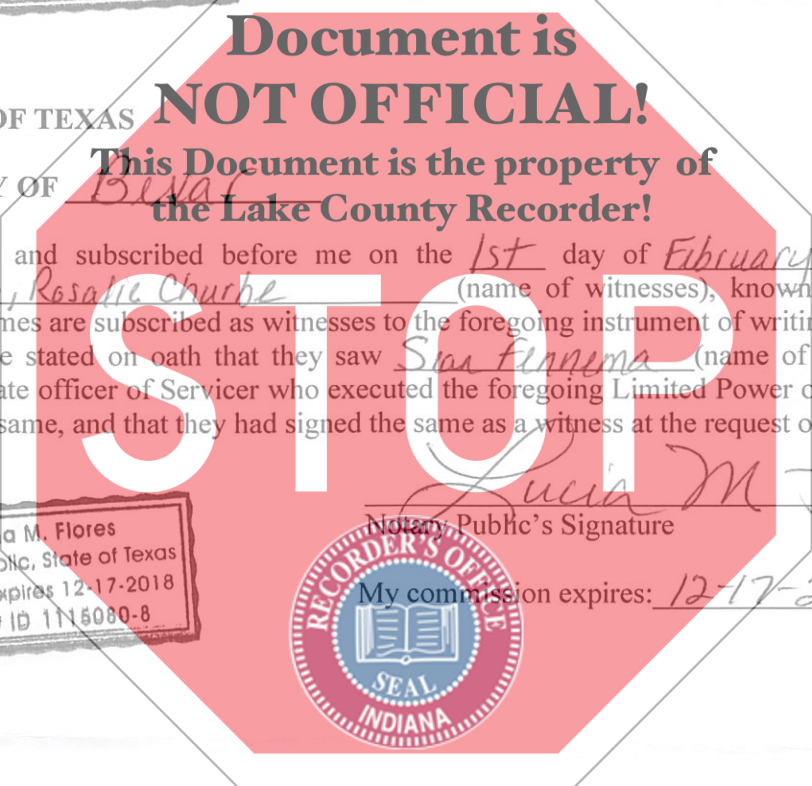 Document is
NOT OFFICIAL!
OF TEXAS
This Document is the property of
Y OF Bexar
the Lake County Recorder!
and subscribed before me on the 1st day of February
, Rosalie (name of witnesses), known
mes are subscribed as witnesses to the foregoing instrument of writin
e stated on oath that they saw Sian Fennema (name of
ate officer of Servicer who executed the foregoing Limited Power o
same, and that they had signed the same as a witness at the request o
STOP
Lucia M
Notary Public's Signature
a M. Flores
blic, State of Texas
xpires 12-17-2018
ID 1115080-8
My commission expires: 12-17-2
RECORDER'S OFFICE
SEAL
INDIANA